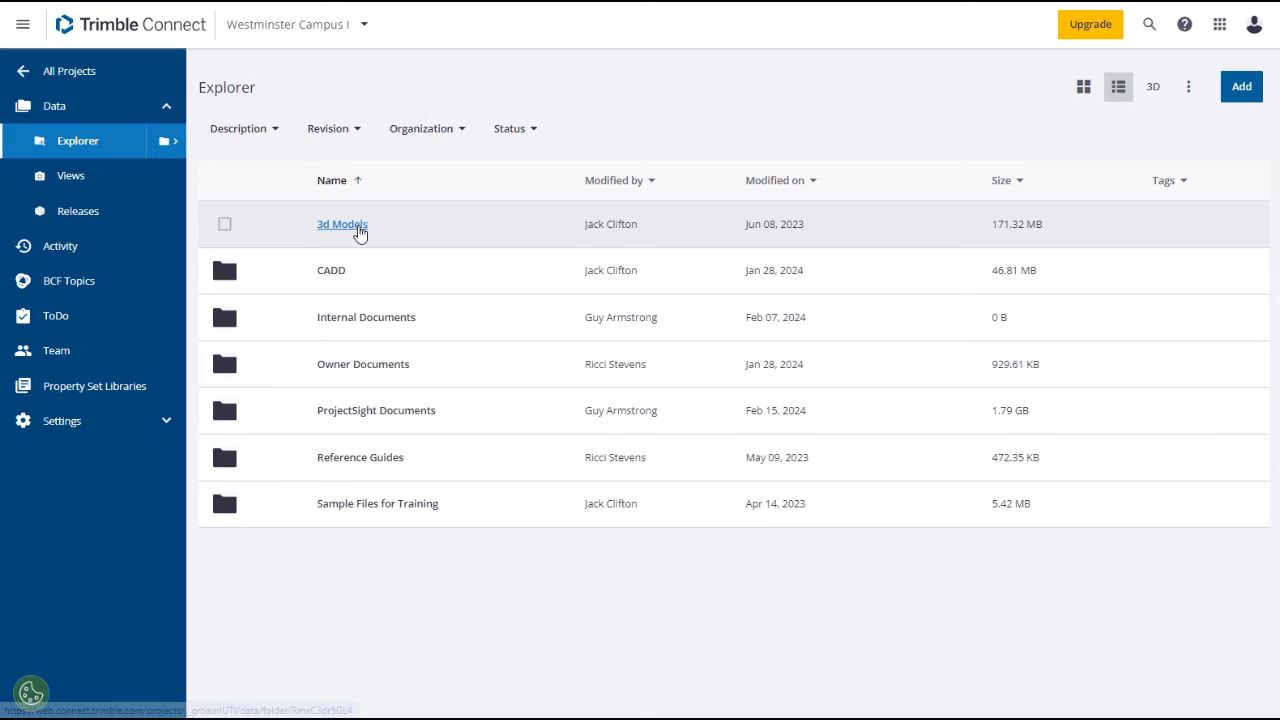 Trimble Connect
Westminster Campus I
Upgrade
All Projects
Data
Explorer
Views
Releases
Activity
BCF Topics
ToDo
Team
Property Set Libraries
Settings
Explorer
3D
Add
Description
Revision
Organization
Status
Name
Modified by
Modified on
Size
Tags
3d Models
Jack Clifton
Jun 08, 2023
171.32 MB
CADD
Jack Clifton
Jan 28, 2024
46.81 MB
Internal Documents
Guy Armstrong
Feb 07, 2024
0 B
Owner Documents
Ricci Stevens
Jan 28, 2024
929.61 KB
ProjectSight Documents
Guy Armstrong
Feb 15, 2024
1.79 GB
Reference Guides
Ricci Stevens
May 09, 2023
472.35 KB
Sample Files for Training
Jack Clifton
Apr 14, 2023
5.42 MB